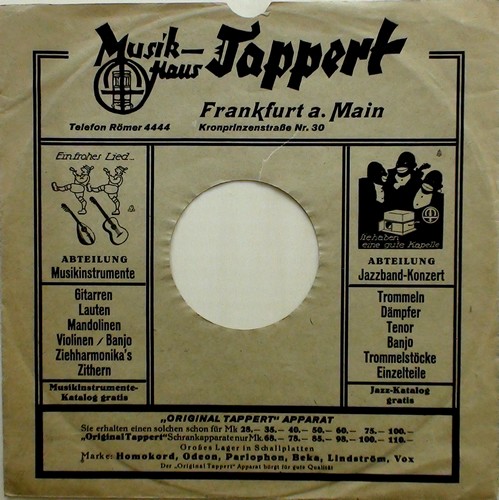 Musik-
Haus Tappert
Frankfurt a. Main
Telefon Römer 4444 Kronprinzenstraße Nr. 30
Ein frohes Lied...
ABTEILUNG
Musikinstrumente
Gitarren
Lauten
Mandolinen
Violinen / Banjo
Ziehharmonika's
Zithern
Musikinstrumente-
Katalog gratis
Sie haben
eine gute Kapelle
ABTEILUNG
Jazzband-Konzert
Trommeln
Dämpfer
Tenor
Banjo
Trommelstöcke
Einzelteile
Jazz-Katalog
gratis
„ORIGINAL TAPPERT" APPARAT
Sie erhalten einen solchen schon für Mk 28.— 35.— 40.— 50.— 60.— 75.— 100.—
„Original Tappert" Schrankapparate nur Mk. 68.— 75.— 85.— 98.— 100.— 110.—
Großes Lager in Schallplatten
Marke: Homokord, Odeon, Parlophon, Beka, Lindström, Vox
Der „Original Tappert" Apparat bürgt für gute Qualität